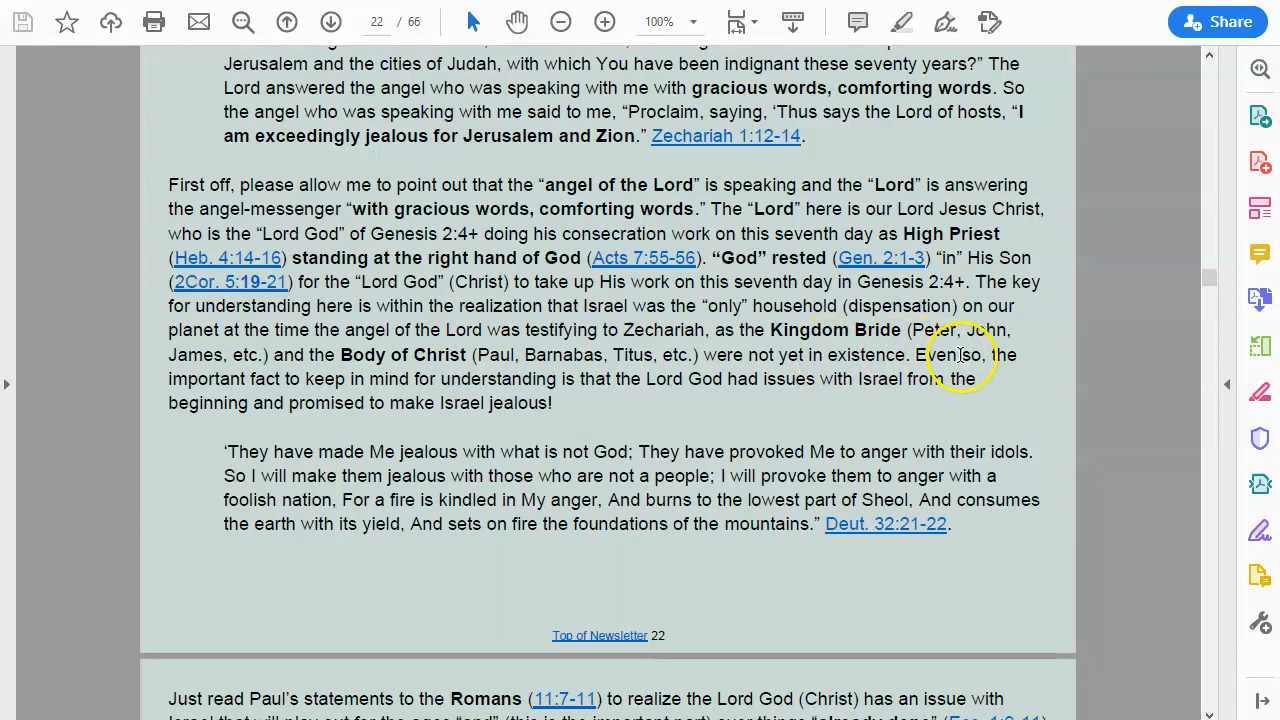 22 / 66
100%
Share
Jerusalem and the cities of Judah, with which You have been indignant these seventy years?” The
Lord answered the angel who was speaking with me with gracious words, comforting words. So
the angel who was speaking with me said to me, “Proclaim, saying, ‘Thus says the Lord of hosts, “I
am exceedingly jealous for Jerusalem and Zion.” Zechariah 1:12-14.
First off, please allow me to point out that the “angel of the Lord” is speaking and the “Lord” is answering
the angel-messenger “with gracious words, comforting words.” The “Lord” here is our Lord Jesus Christ,
who is the “Lord God” of Genesis 2:4+ doing his consecration work on this seventh day as High Priest
(Heb. 4:14-16) standing at the right hand of God (Acts 7:55-56). “God” rested (Gen. 2:1-3) “in” His Son
(2Cor. 5:19-21) for the “Lord God” (Christ) to take up His work on this seventh day in Genesis 2:4+. The key
for understanding here is within the realization that Israel was the “only” household (dispensation) on our
planet at the time the angel of the Lord was testifying to Zechariah, as the Kingdom Bride (Peter, John,
James, etc.) and the Body of Christ (Paul, Barnabas, Titus, etc.) were not yet in existence. Even so, the
important fact to keep in mind for understanding is that the Lord God had issues with Israel from the
beginning and promised to make Israel jealous!
‘They have made Me jealous with what is not God; They have provoked Me to anger with their idols.
So I will make them jealous with those who are not a people; I will provoke them to anger with a
foolish nation, For a fire is kindled in My anger, And burns to the lowest part of Sheol, And consumes
the earth with its yield, And sets on fire the foundations of the mountains.” Deut. 32:21-22.
Top of Newsletter 22
Just read Paul’s statements to the Romans (11:7-11) to realize the Lord God (Christ) has an issue with